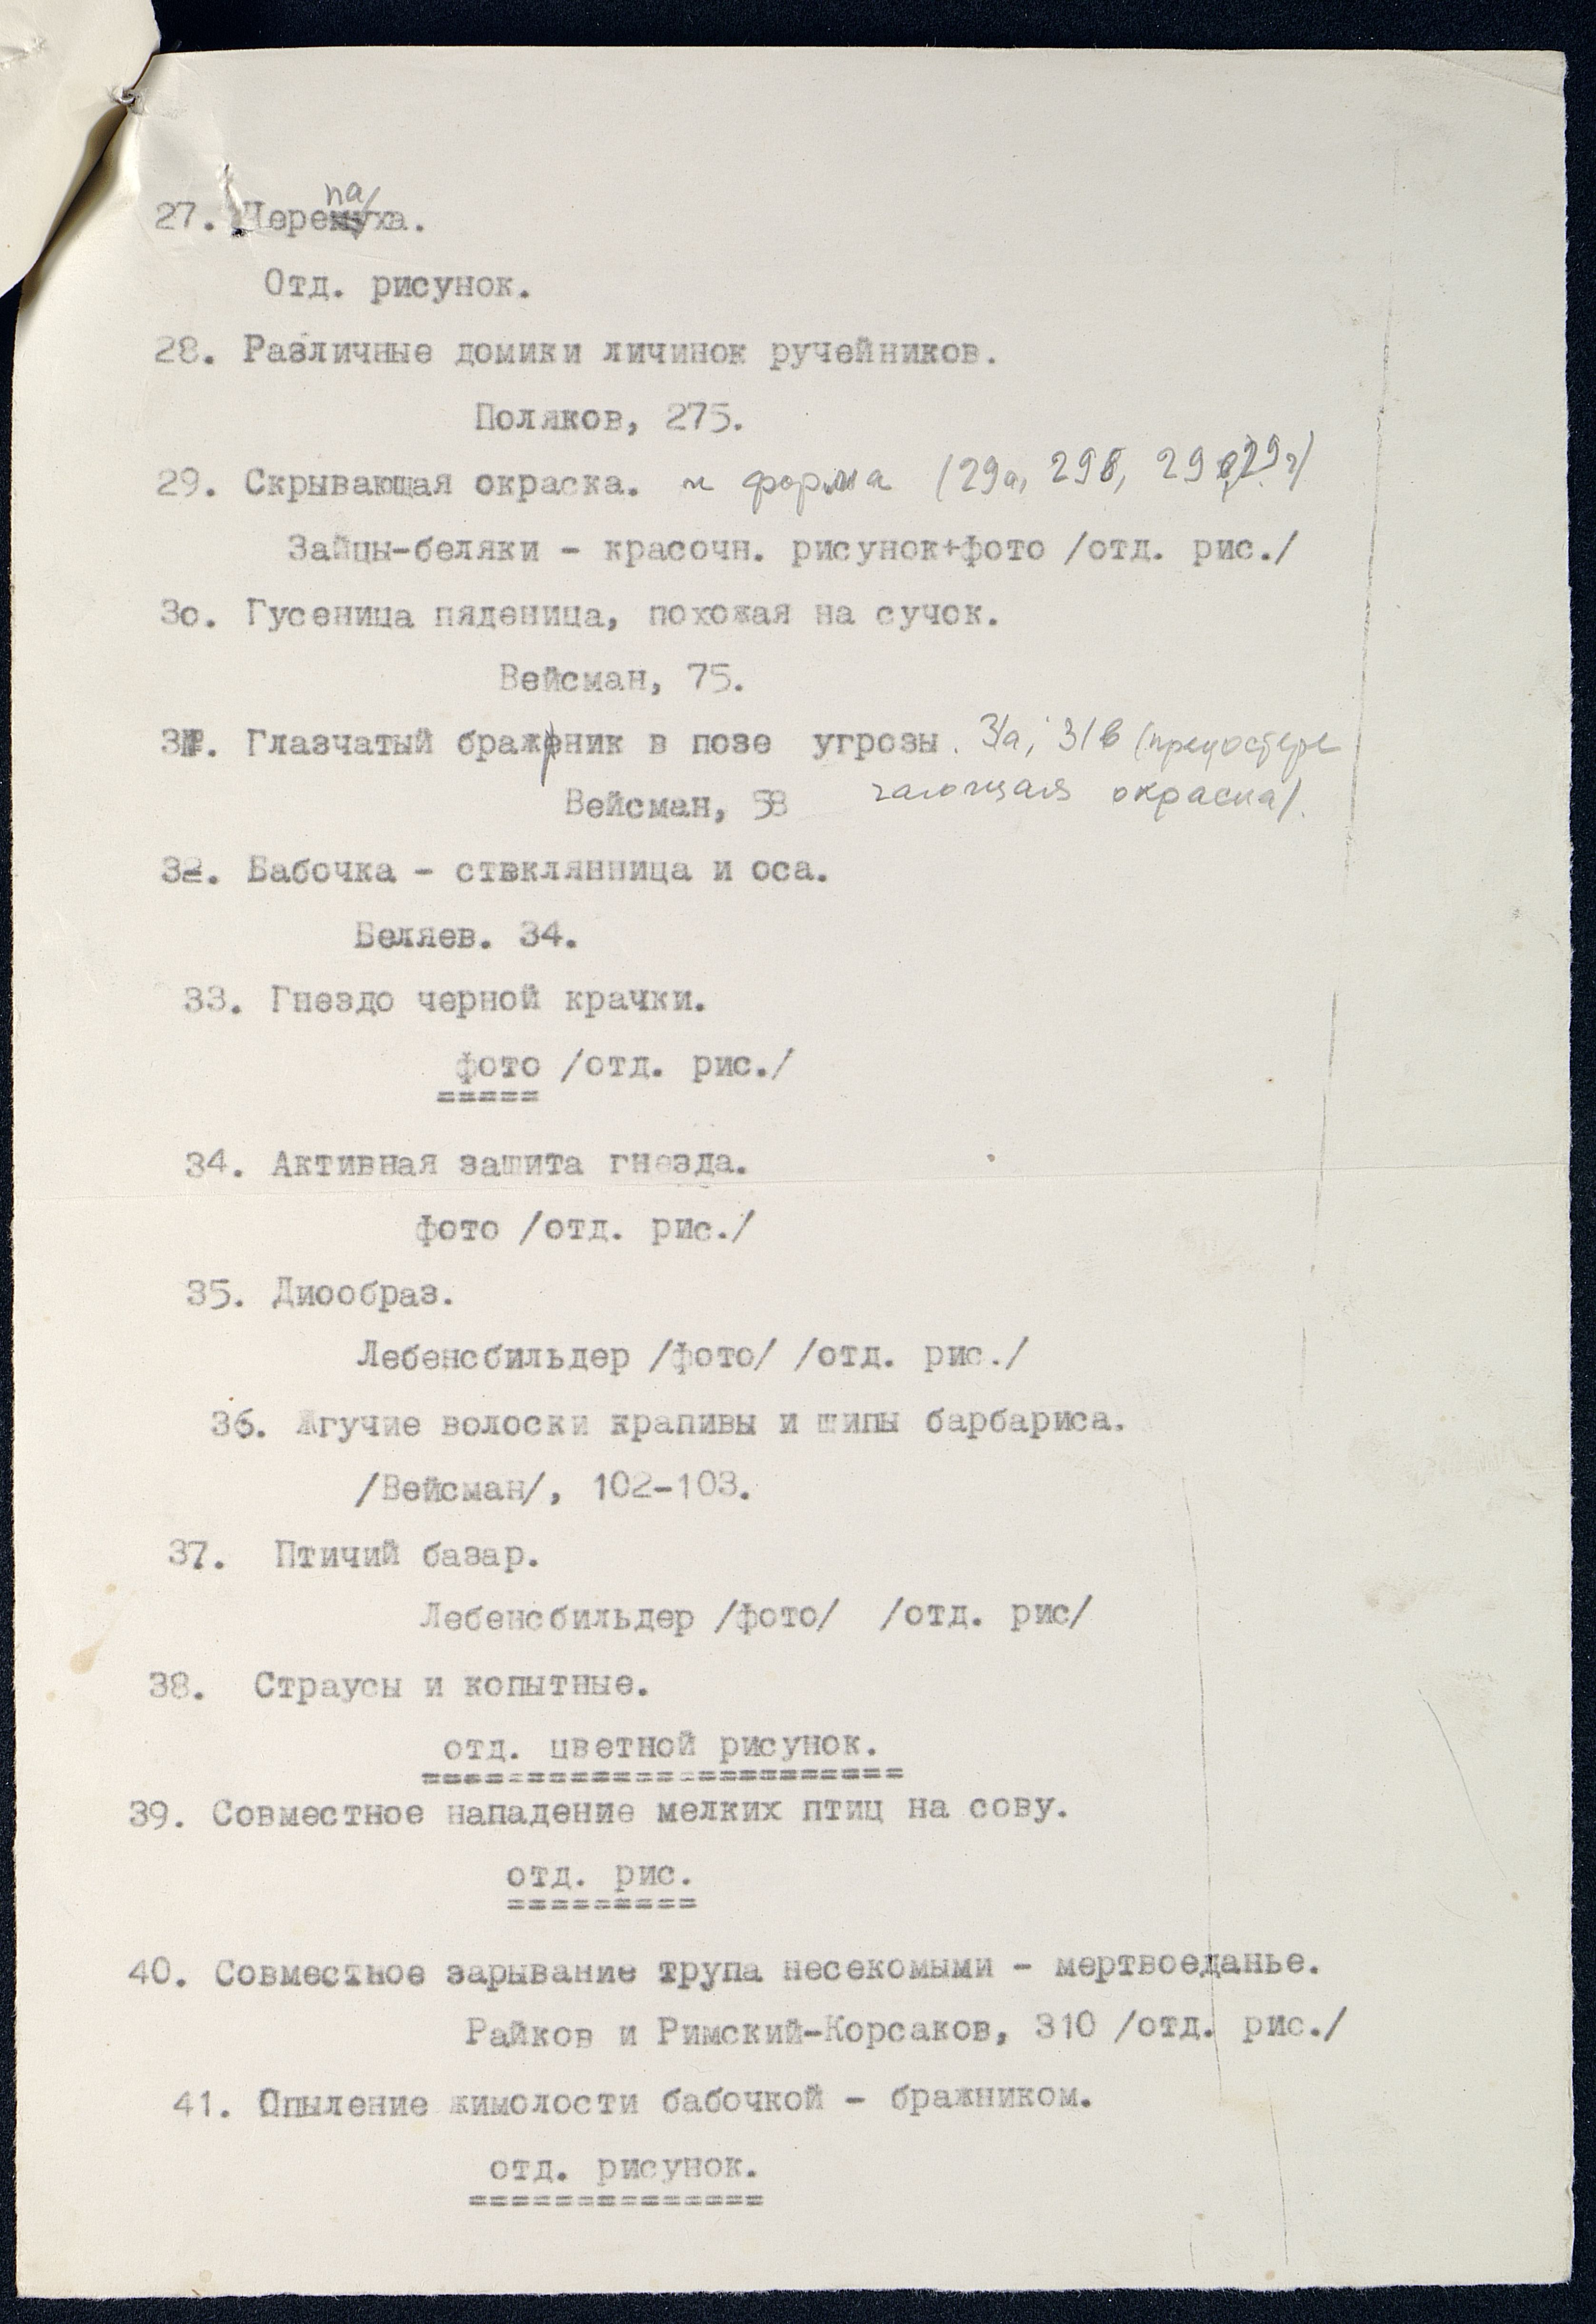 27. Черепаха.
Отд. рисунок.
28. Различные домики личинок ручейников.
Поляков, 275.
29. Скрывающая окраска. и форма (29а, 29б, 29в, 29г)
Зайцы-беляки - красочн. рисунок+фото /отд. рис./
30. Гусеница пяденица, похожая на сучок.
Вейсман, 75.
31. Глазчатый бражник в позе угрозы. 31а, 31б (предостере
Вейсман, 58 гающая окраска).
32. Бабочка - стеклянница и оса.
Беляев. 34.
33. Гнездо черной крачки.
фото /отд. рис./
=====
34. Активная зашита гнезда.
фото /отд. рис./
35. Диообраз.
Лебенсбильдер /фото/ /отд. рис./
36. Жгучие волоски крапивы и шипы барбариса.
/Вейсман/, 102-103.
37. Птичий базар.
Лебенсбильдер /фото/ /отд. рис/
38. Страусы и копытные.
отд. цветной рисунок.
=======================
39. Совместное нападение мелких птиц на сову.
отд. рис.
=========
40. Совместное зарывание трупа несекомыми - мертвоеданье.
Райков и Римский-Корсаков, 310 /отд. рис./
41. Опыление жимолости бабочкой - бражником.
отд. рисунок.
==============